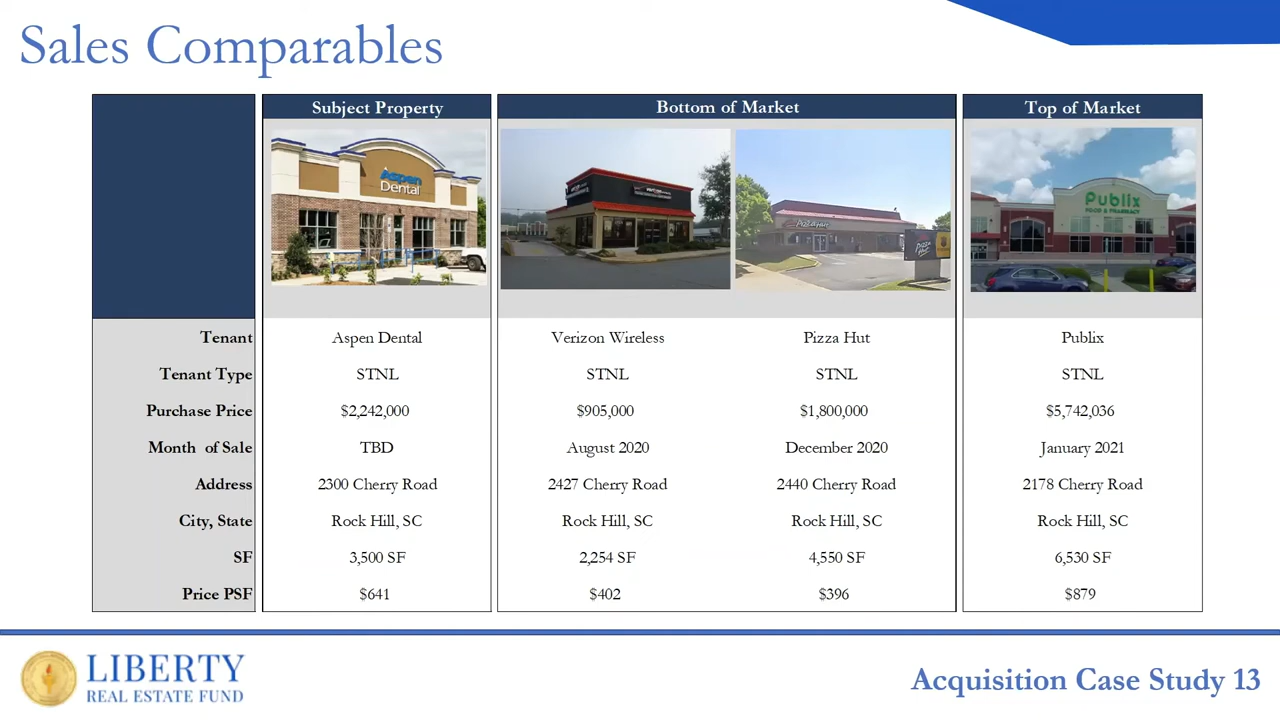 Sales Comparables
Subject Property
Bottom of Market
Top of Market
Aspen
Dental
Pizza
Hut
Publix
FOOD & PHARMACY
Tenant Aspen Dental Verizon Wireless Pizza Hut Publix
Tenant Type STNL STNL STNL STNL
Purchase Price $2,242,000 $905,000 $1,800,000 $5,742,036
Month of Sale TBD August 2020 December 2020 January 2021
Address 2300 Cherry Road 2427 Cherry Road 2440 Cherry Road 2178 Cherry Road
City, State Rock Hill, SC Rock Hill, SC Rock Hill, SC Rock Hill, SC
SF 3,500 SF 2,254 SF 4,550 SF 6,530 SF
Price PSF $641 $402 $396 $879
LIBERTY
REAL ESTATE FUND
Acquisition Case Study 13